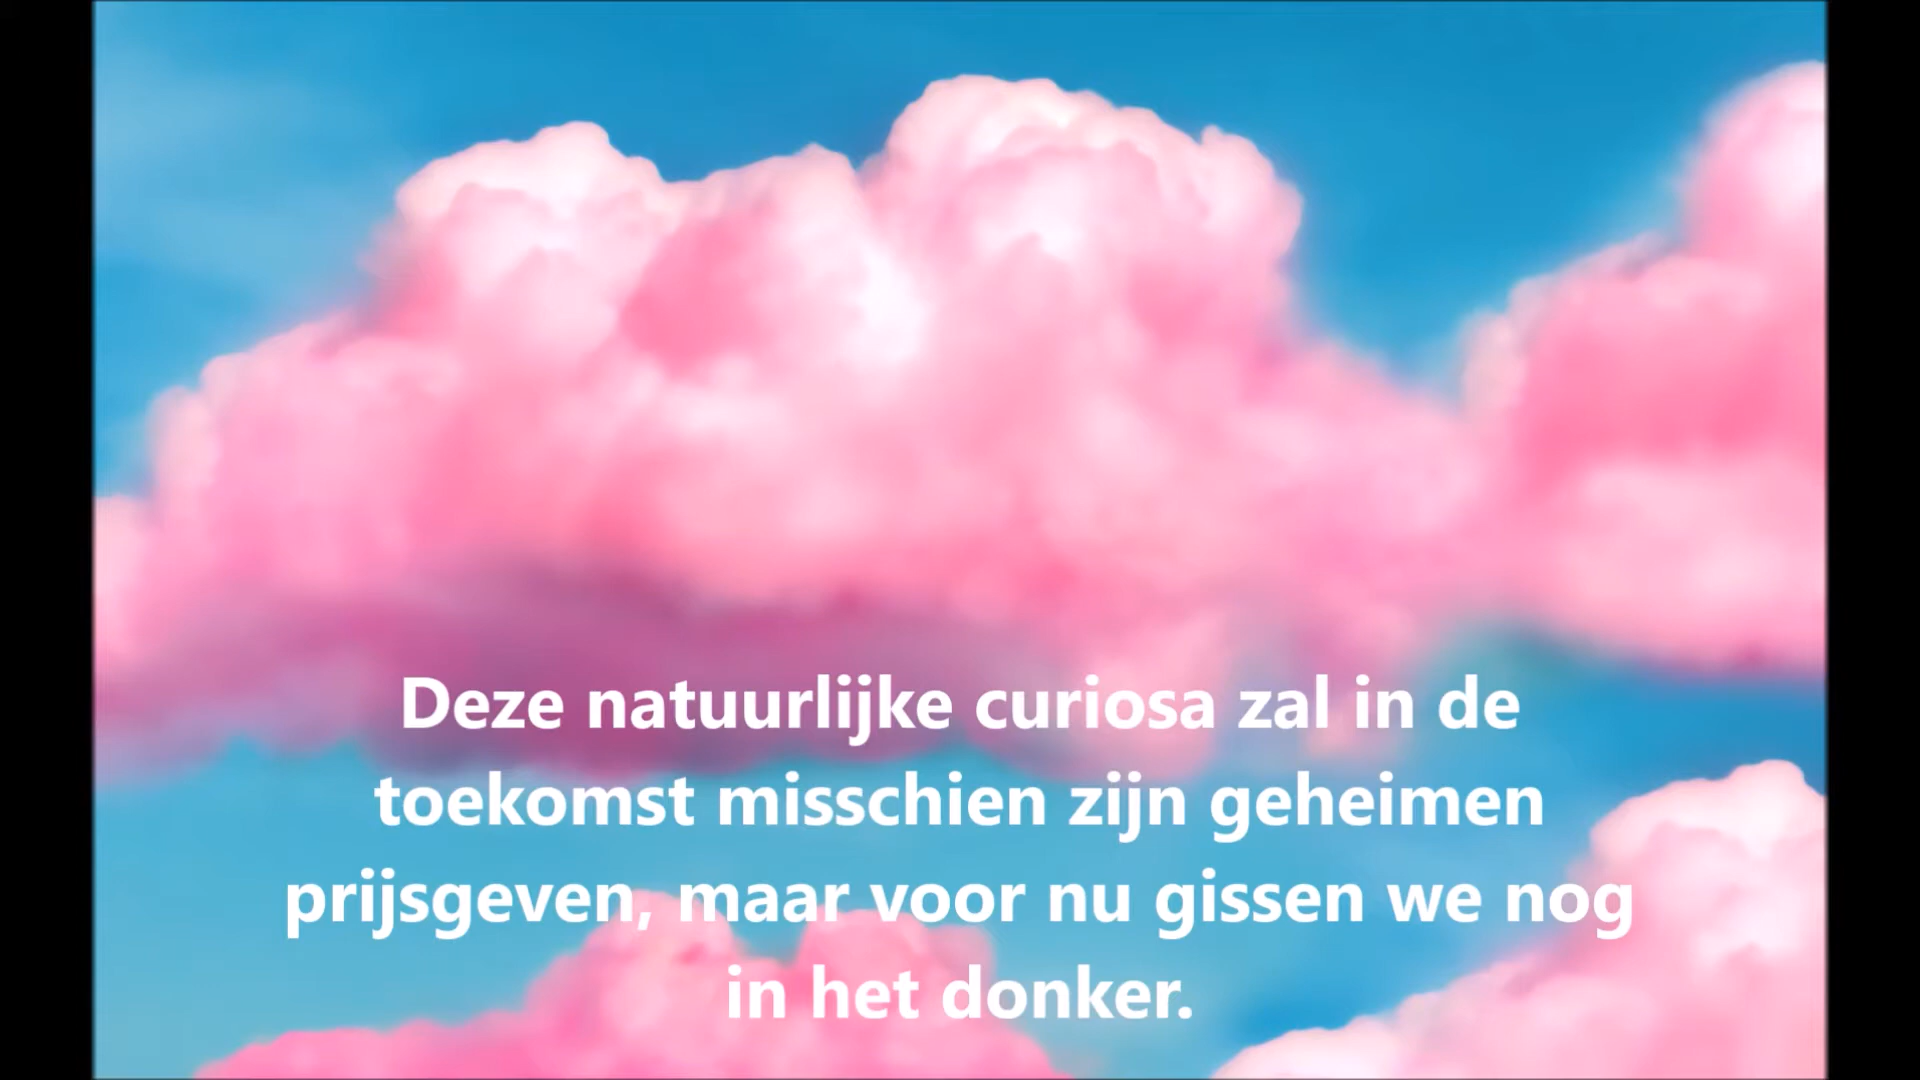 Deze natuurlijke curiosa zal in de
toekomst misschien zijn geheimen
prijsgeven, maar voor nu gissen we nog
in het donker.